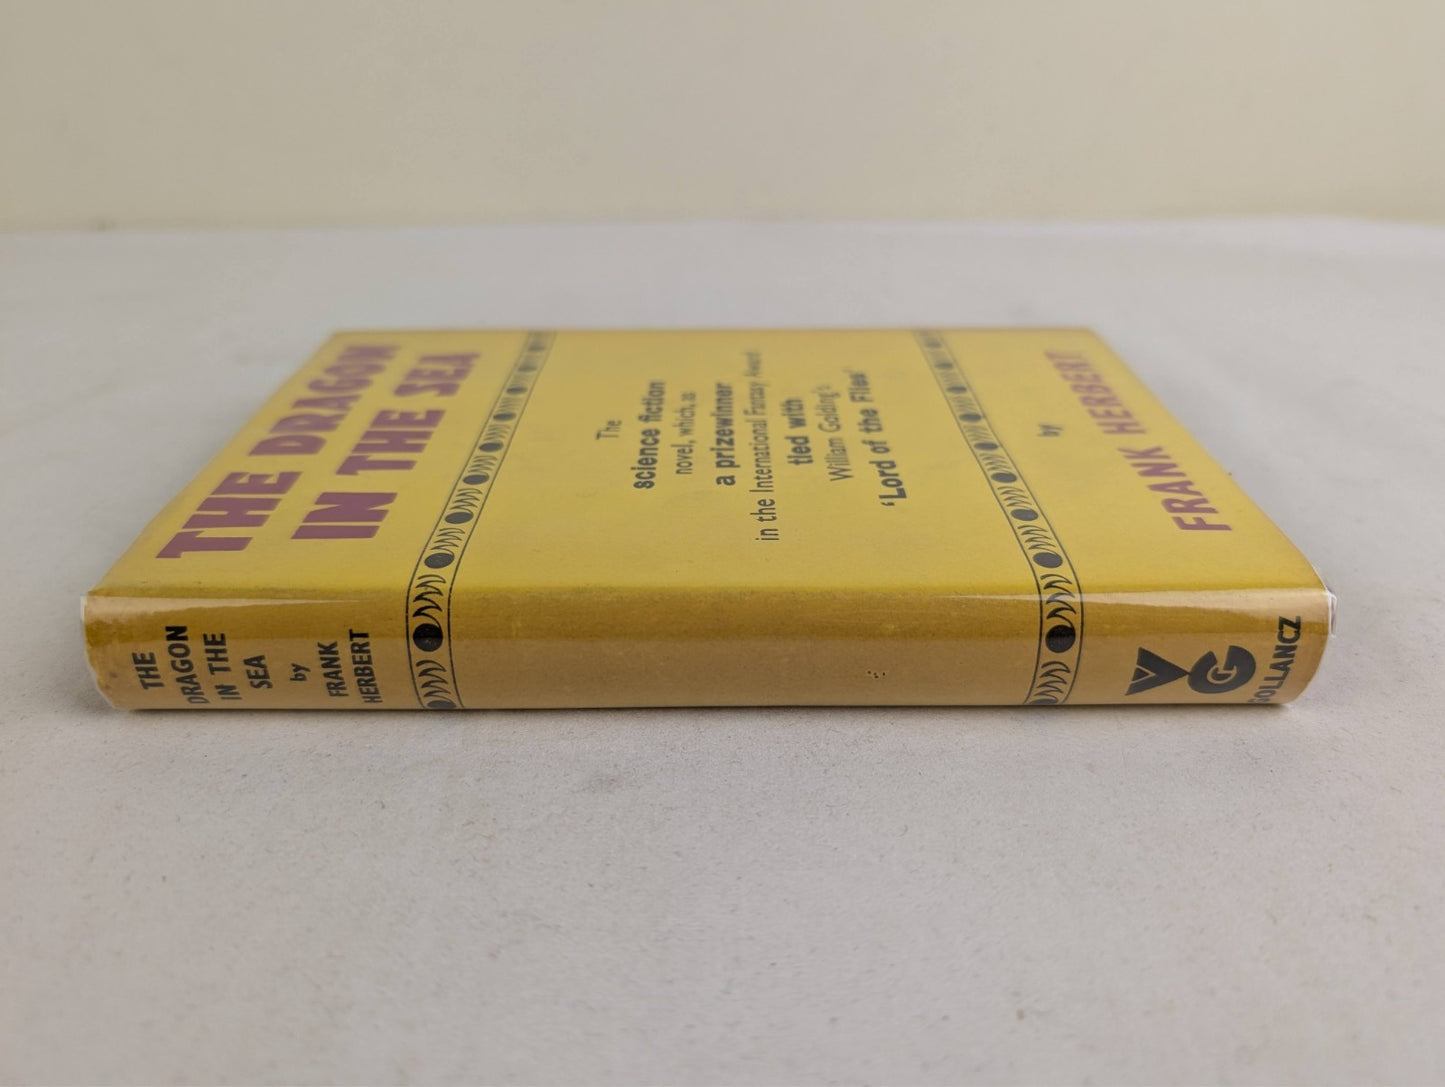 THE DRAGON
IN THE SEA
The
science fiction
novel, which, as
a prizewinner
in the International Fantasy Award
tied with
William Golding's
'Lord of the Flies'
by
FRANK HERBERT
THE
DRAGON
IN THE
SEA
by
FRANK
HERBERT
VG
GOLLANCZ